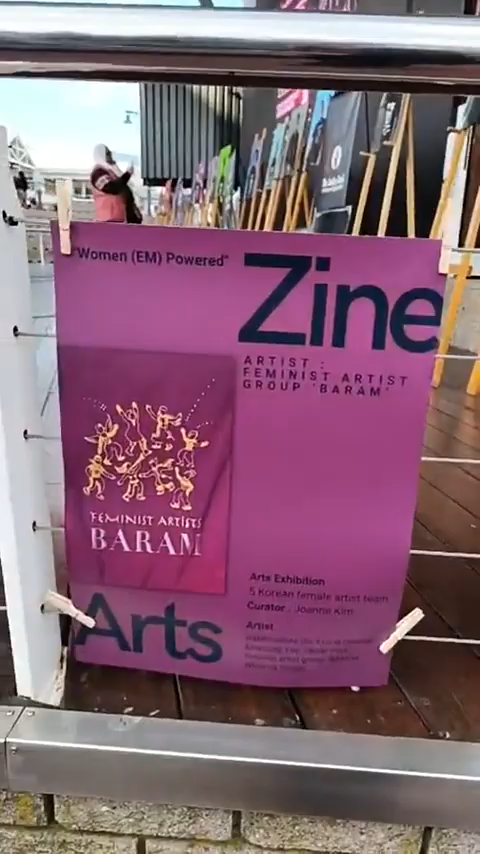 "Women (EM) Powered"
Zine
ARTIST :
FEMINIST ARTIST
GROUP 'BARAM'
FEMINIST ARTISTS
BARAM
Arts Exhibition
5 Korean female artist team
Curator : Joanne Kim
Artist
Arts